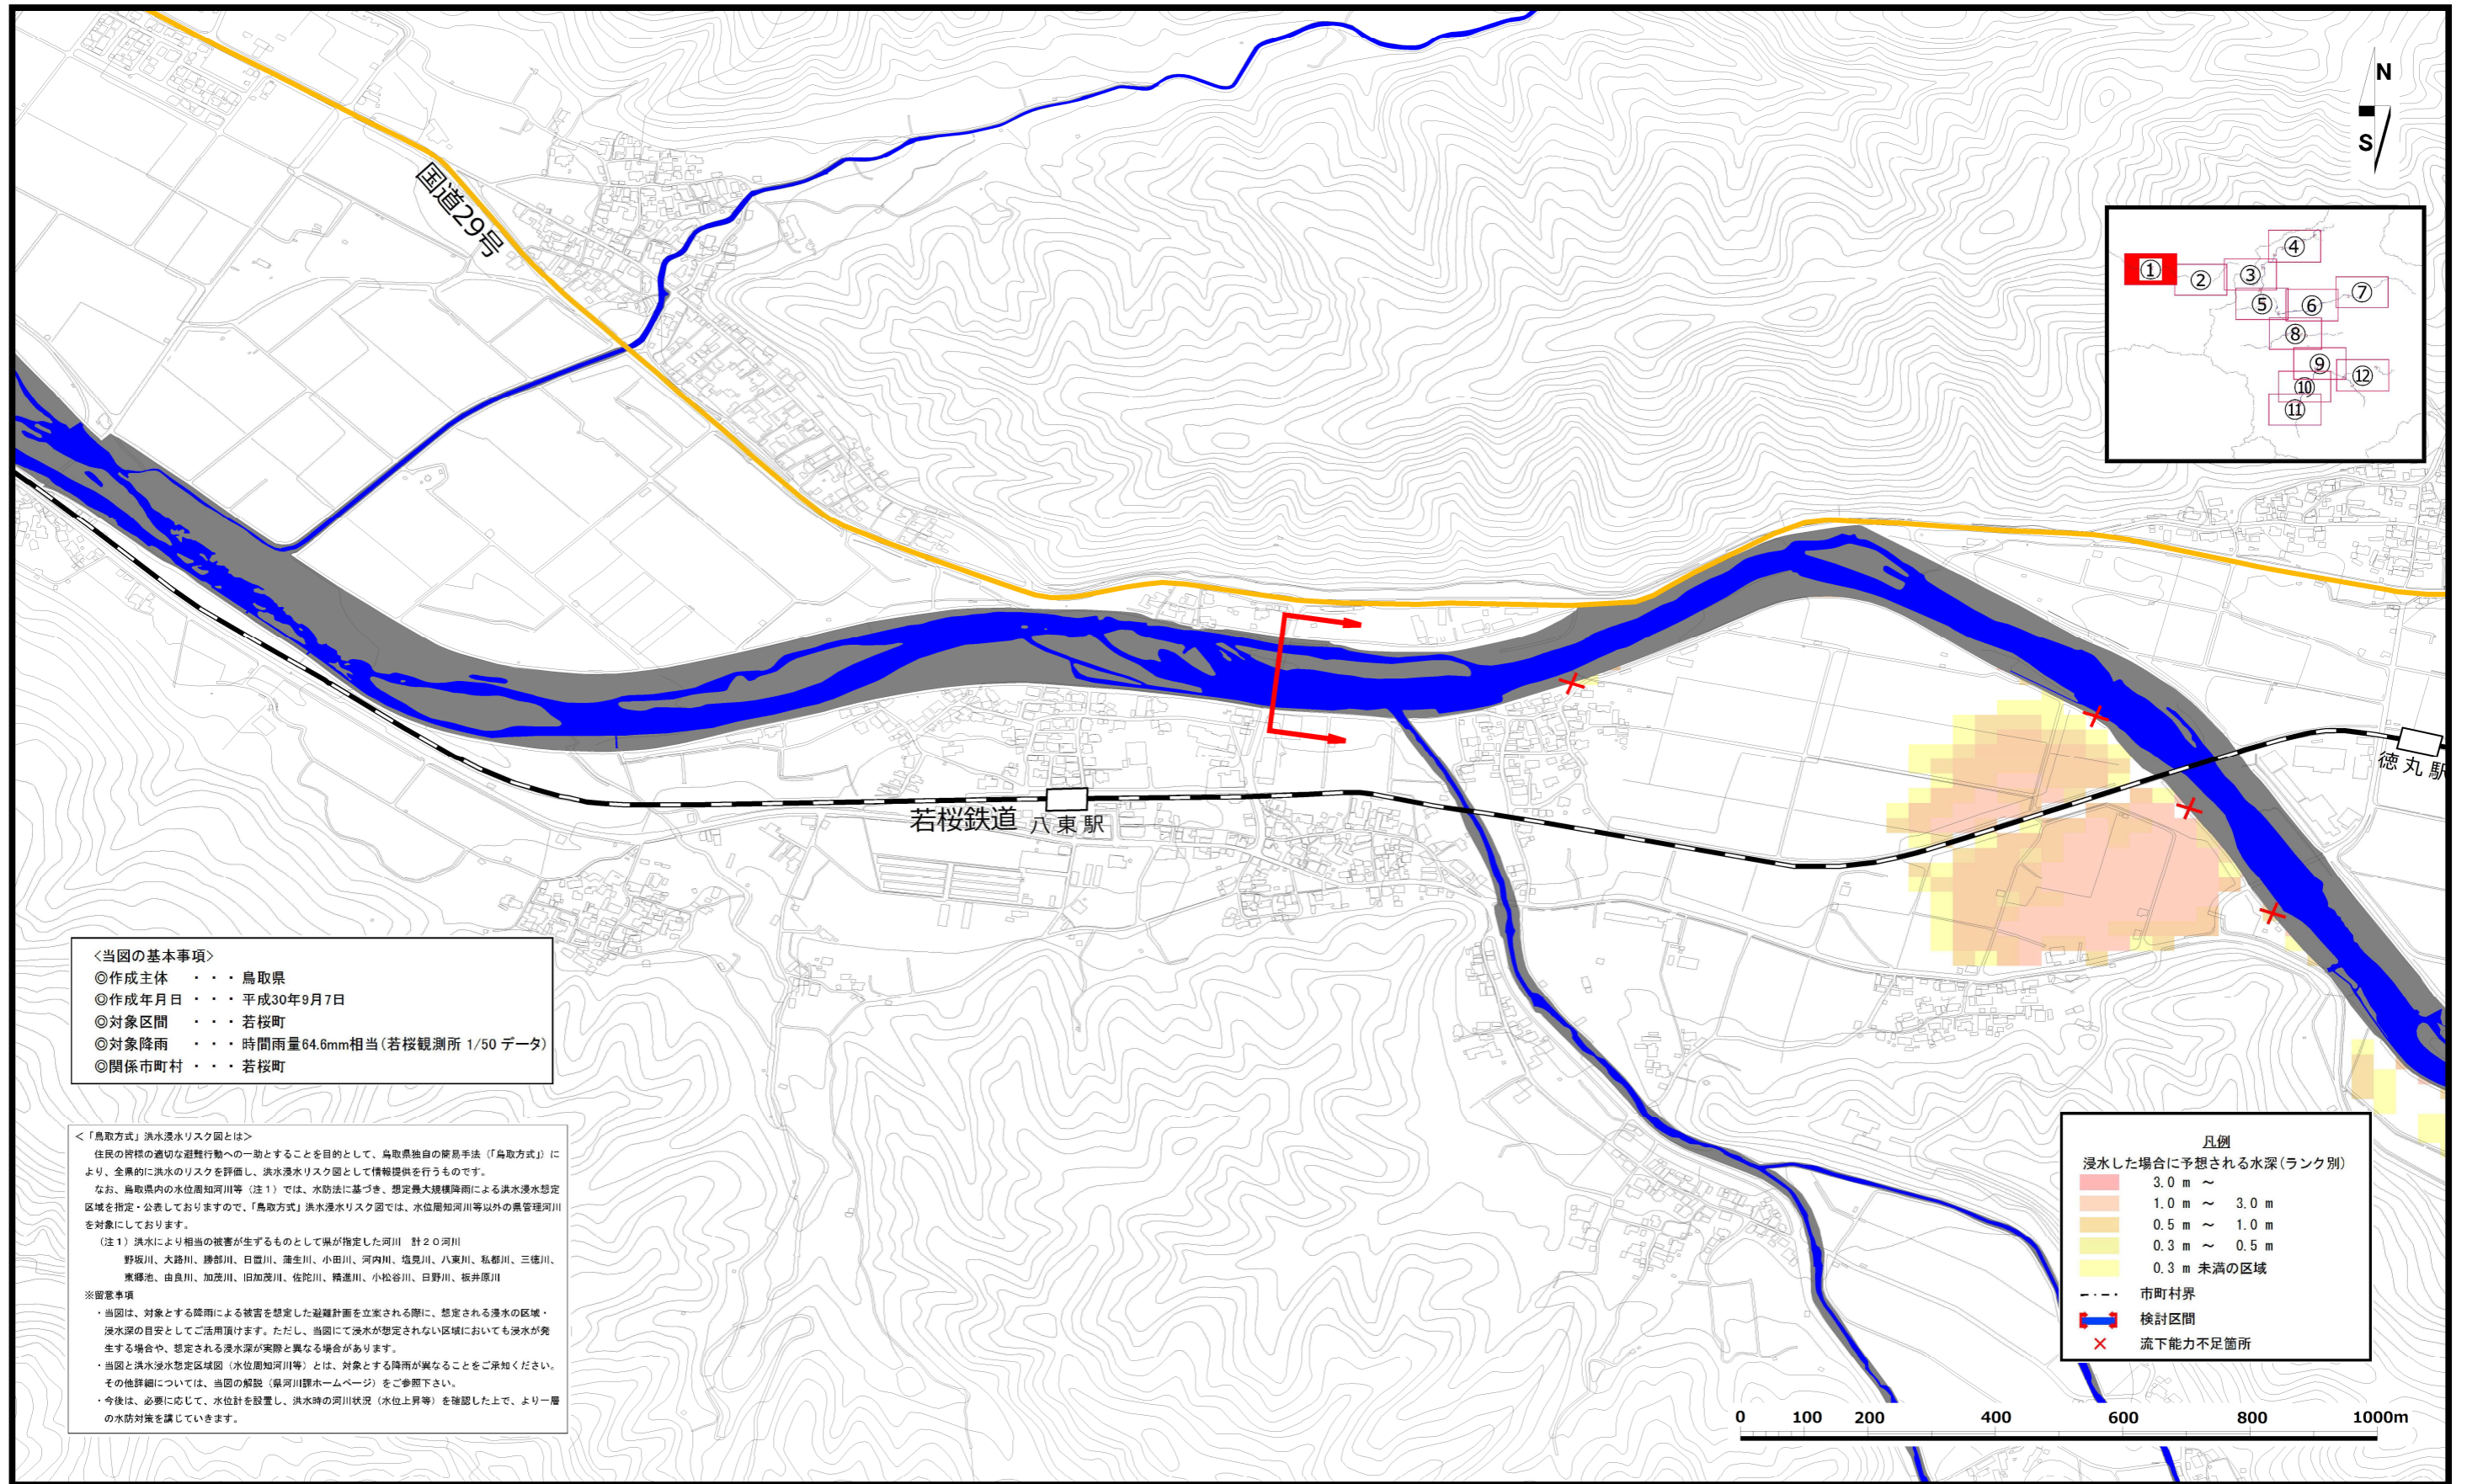 国道29号
N
S
①
②
③
④
⑤
⑥
⑦
⑧
⑨
⑩
⑪
⑫
徳丸駅
若桜鉄道
八東駅
<当図の基本事項>
◎作成主体 ・・・ 鳥取県
◎作成年月日 ・・・ 平成30年9月7日
◎対象区間 ・・・ 若桜町
◎対象降雨 ・・・ 時間雨量64.6mm相当(若桜観測所 1/50 データ)
◎関係市町村 ・・・ 若桜町
<「鳥取方式」洪水浸水リスク図とは>
住民の皆様の適切な避難行動への一助とすることを目的として、鳥取県独自の簡易手法（「鳥取方式」）に
より、全県的に洪水のリスクを評価し、洪水浸水リスク図として情報提供を行うものです。
なお、鳥取県内の水位周知河川等（注１）では、水防法に基づき、想定最大規模降雨による洪水浸水想定
区域を指定・公表しておりますので、「鳥取方式」洪水浸水リスク図では、水位周知河川等以外の県管理河川
を対象にしております。
（注１）洪水により相当の被害が生ずるものとして県が指定した河川 計２０河川
野坂川、大路川、勝部川、日置川、蒲生川、小田川、河内川、塩見川、八東川、私都川、三徳川、
東郷池、由良川、加茂川、旧加茂川、佐陀川、精進川、小松谷川、日野川、板井原川
※留意事項
・当図は、対象とする降雨による被害を想定した避難計画を立案される際に、想定される浸水の区域・
浸水深の目安としてご活用頂けます。ただし、当図にて浸水が想定されない区域においても浸水が発
生する場合や、想定される浸水深が実際と異なる場合があります。
・当図と洪水浸水想定区域図（水位周知河川等）とは、対象とする降雨が異なることをご承知ください。
その他詳細については、当図の解説（県河川課ホームページ）をご参照下さい。
・今後は、必要に応じて、水位計を設置し、洪水時の河川状況（水位上昇等）を確認した上で、より一層
の水防対策を講じていきます。
凡例
浸水した場合に予想される水深(ランク別)
3.0 m ～
1.0 m ～ 3.0 m
0.5 m ～ 1.0 m
0.3 m ～ 0.5 m
0.3 m 未満の区域
市町村界
検討区間
流下能力不足箇所
0 100 200 400 600 800 1000m